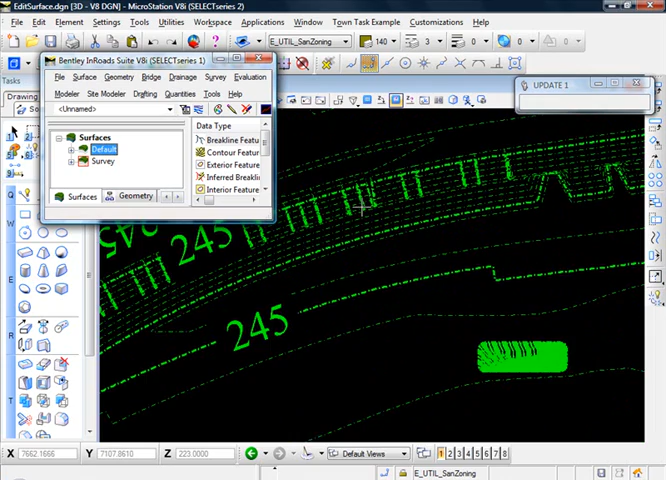 EditSurface.dgn [3D - V8 DGN] - MicroStation V8i (SELECTseries 2)
File Edit Element Settings Tools Utilities Workspace Applications Window Town Task Example Customizations Help
E_UTIL_SanZoning 140 3 0
Bentley InRoads Suite V8i (SELECTseries 1)
File Surface Geometry Bridge Drainage Survey Evaluation
Modeler Site Modeler Drafting Quantities Tools Help
<Unnamed>
Surfaces
Default
Survey
Data Type
Breakline Featu
Contour Feature
Exterior Feature
Inferred Breakli
Interior Feature
Surfaces Geometry
UPDATE 1
Tasks
Drawing
245
245
245
Q
W
E
R
T
X 7662.1666 Y 7107.8610 Z 223.0000 Default Views 1 2 3 4 5 6 7 8
E_UTIL_SanZoning